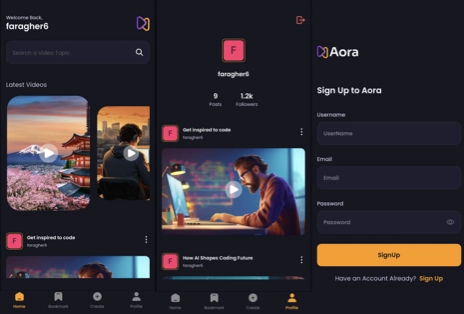 Welcome Back,
faragher6
Search a Video Topic
Latest Videos
F
Get inspired to code
faragher6
Home
Bookmark
Create
Profile
F
faragher6
9
Posts
1.2k
Followers
F
Get inspired to code
faragher6
F
How AI Shapes Coding Future
faragher6
Home
Bookmark
Create
Profile
Aora
Sign Up to Aora
Username
UserName
Email
Email
Password
Password
SignUp
Have an Account Already? Sign Up